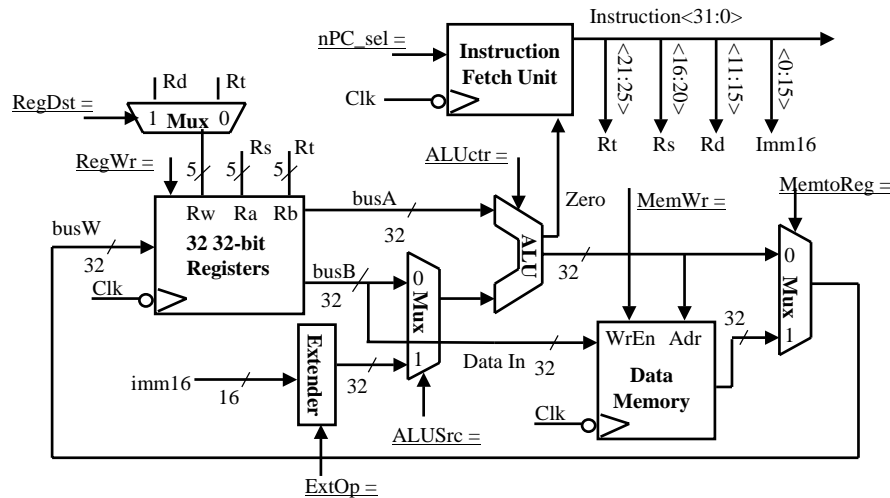 Instruction<31:0>
nPC_sel =
Instruction
Fetch Unit
Clk
<21:25>
<16:20>
<11:15>
<0:15>
Rt
Rs
Rd
Imm16
Rd
Rt
RegDst =
1 Mux 0
RegWr =
5
5
Rs
5
Rt
ALUctr =
busA
32
Zero
MemWr =
MemtoReg =
Rw Ra Rb
busW
32
32 32-bit
Registers
Clk
busB
32
ALU
32
0
Mux
1
0
Mux
1
32
WrEn Adr
Data In
32
Data
Memory
Clk
imm16
16
Extender
32
ALUSrc =
ExtOp =